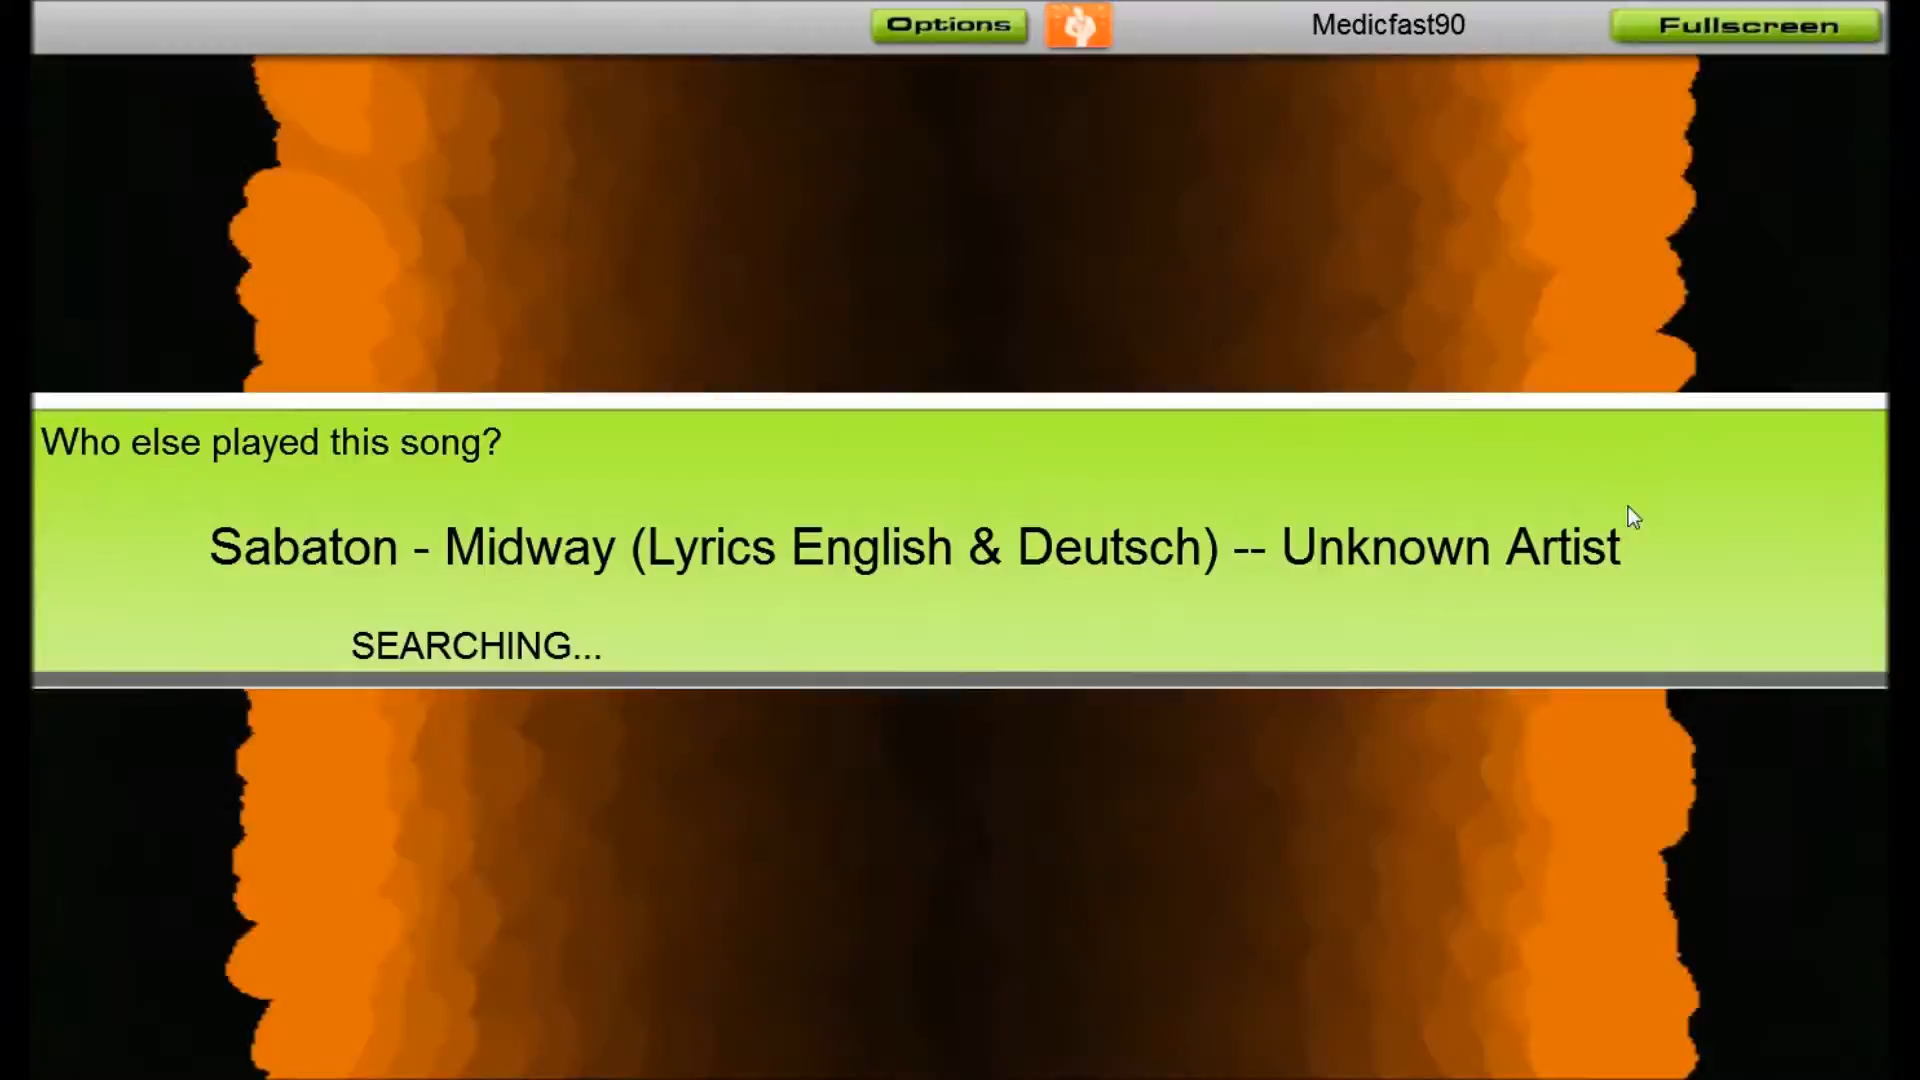 Options
Medicfast90
Fullscreen
Who else played this song?
Sabaton - Midway (Lyrics English & Deutsch) -- Unknown Artist
SEARCHING...